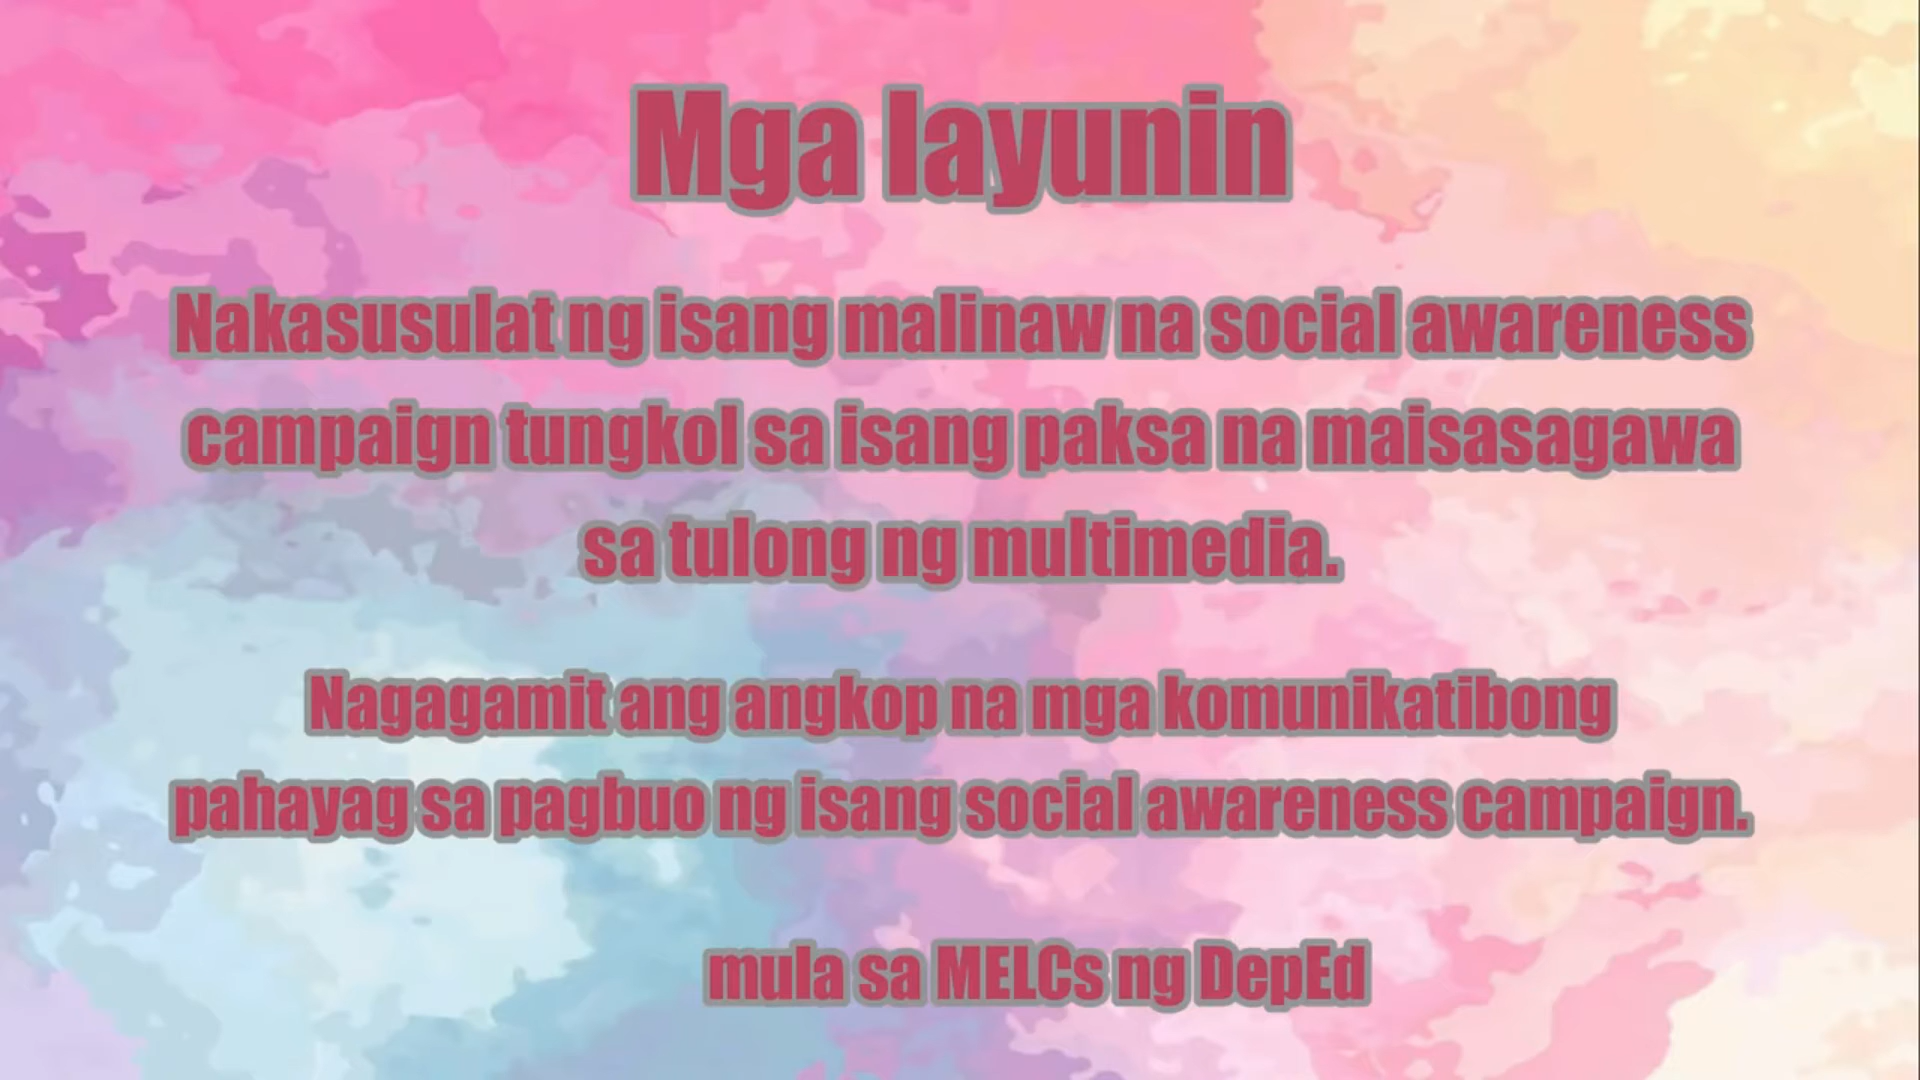 Mga layunin
Nakasusulat ng isang malinaw na social awareness
campaign tungkol sa isang paksa na maisasagawa
sa tulong ng multimedia.
Nagagamit ang angkop na mga komunikatibong
pahayag sa pagbuo ng isang social awareness campaign.
mula sa MELCs ng DepEd